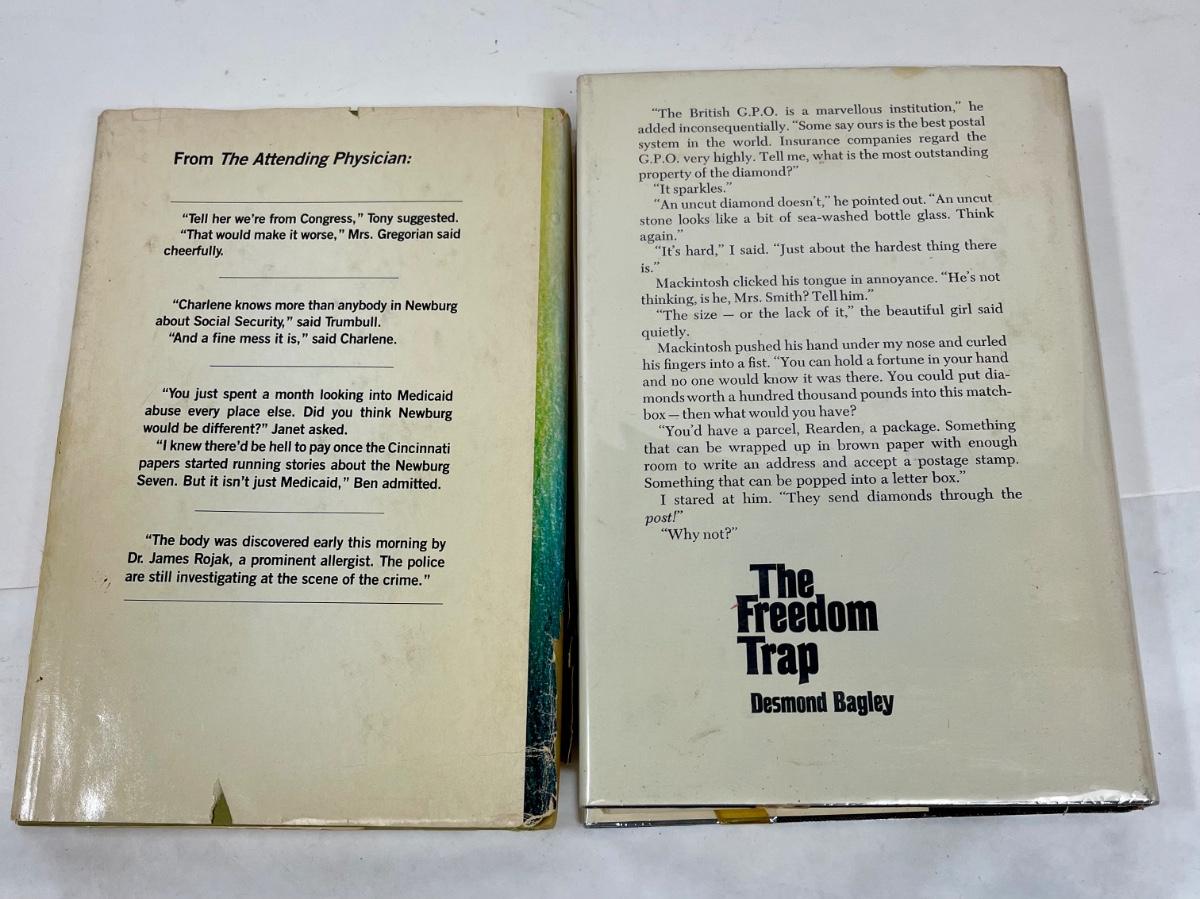 From The Attending Physician:
“Tell her we’re from Congress,” Tony suggested.
“That would make it worse,” Mrs. Gregorian said
cheerfully.
“Charlene knows more than anybody in Newburg
about Social Security,” said Trumbull.
“And a fine mess it is,” said Charlene.
“You just spent a month looking into Medicaid
abuse every place else. Did you think Newburg
would be different?” Janet asked.
“I knew there’d be hell to pay once the Cincinnati
papers started running stories about the Newburg
Seven. But it isn’t just Medicaid,” Ben admitted.
“The body was discovered early this morning by
Dr. James Rojak, a prominent allergist. The police
are still investigating at the scene of the crime.”
“The British G.P.O. is a marvellous institution,” he
added inconsequentially. “Some say ours is the best postal
system in the world. Insurance companies regard the
G.P.O. very highly. Tell me, what is the most outstanding
property of the diamond?”
“It sparkles.”
“An uncut diamond doesn’t,” he pointed out. “An uncut
stone looks like a bit of sea-washed bottle glass. Think
again.”
“It’s hard,” I said. “Just about the hardest thing there
is.”
Mackintosh clicked his tongue in annoyance. “He’s not
thinking, is he, Mrs. Smith? Tell him.”
“The size — or the lack of it,” the beautiful girl said
quietly.
Mackintosh pushed his hand under my nose and curled
his fingers into a fist. “You can hold a fortune in your hand
and no one would know it was there. You could put dia-
monds worth a hundred thousand pounds into this match-
box — then what would you have?
“You’d have a parcel, Rearden, a package. Something
that can be wrapped up in brown paper with enough
room to write an address and accept a postage stamp.
Something that can be popped into a letter box.”
I stared at him. “They send diamonds through the
post!”
“Why not?”
The
Freedom
Trap
Desmond Bagley